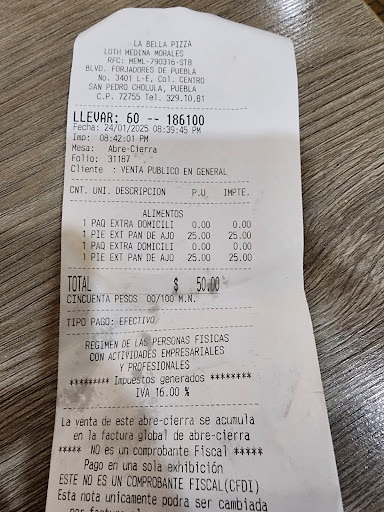 LA BELLA PIZZA
LOTH MEDINA MORALES
RFC: MEML-790316-ST8
BLVD. FORJADORES DE PUEBLA
No. 3401 L-E, Col. CENTRO
SAN PEDRO CHOLULA, PUEBLA
C.P. 72755 Tel. 329.10.81
LLEVAR: 60 -- 186100
Fecha: 24/01/2025 08:39:45 PM
Imp: 08:42:01 PM
Mesa: Abre-Cierra
Folio: 31187
Cliente : VENTA PUBLICO EN GENERAL
CNT. UNI. DESCRIPCION P.U IMPTE.
ALIMENTOS
1 PAQ EXTRA DOMICILI 0.00 0.00
1 PIE EXT PAN DE AJO 25.00 25.00
1 PAQ EXTRA DOMICILI 0.00 0.00
1 PIE EXT PAN DE AJO 25.00 25.00
TOTAL $ 50.00
CINCUENTA PESOS 00/100 M.N.
TIPO PAGO: EFECTIVO
REGIMEN DE LAS PERSONAS FISICAS
CON ACTIVIDADES EMPRESARIALES
Y PROFESIONALES
********* Impuestos generados ********
IVA 16.00 %
La venta de este abre-cierra se acumula
en la factura global de abre-cierra
***** NO es un comprobante Fiscal *****
Pago en una sola exhibición
ESTE NO ES UN COMPROBANTE FISCAL(CFDI)
Esta nota unicamente podra ser cambiada
por factura